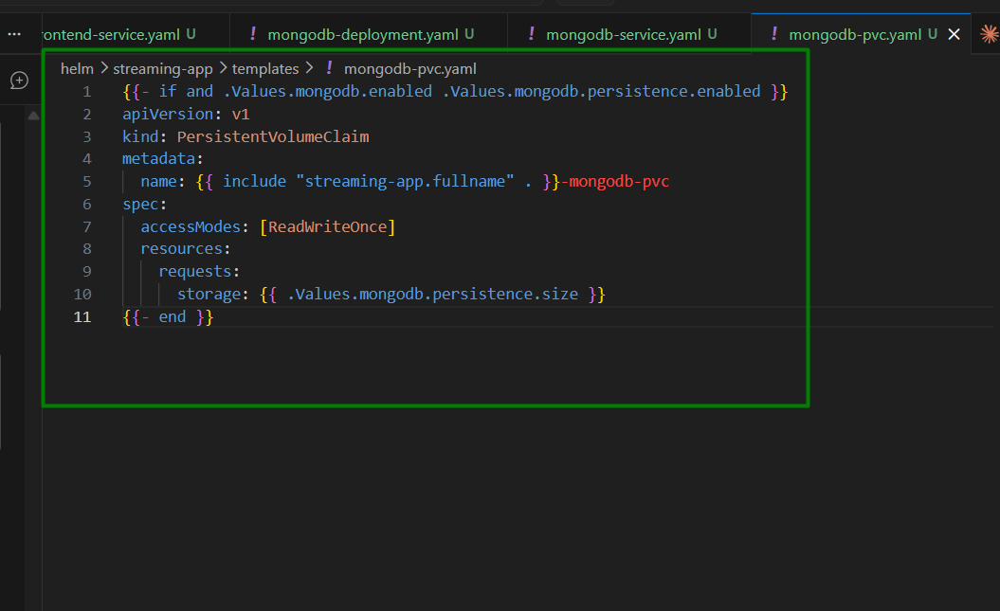 ··· ontend-service.yaml U ! mongodb-deployment.yaml U ! mongodb-service.yaml U ! mongodb-pvc.yaml U ×
helm > streaming-app > templates > ! mongodb-pvc.yaml
1 {{- if and .Values.mongodb.enabled .Values.mongodb.persistence.enabled }}
2 apiVersion: v1
3 kind: PersistentVolumeClaim
4 metadata:
5   name: {{ include "streaming-app.fullname" . }}-mongodb-pvc
6 spec:
7   accessModes: [ReadWriteOnce]
8   resources:
9     requests:
10       storage: {{ .Values.mongodb.persistence.size }}
11 {{- end }}